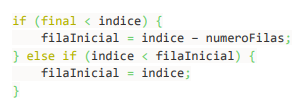 if (final < indice) {
    filaInicial = indice - numeroFilas;
} else if (indice < filaInicial) {
    filaInicial = indice;
}